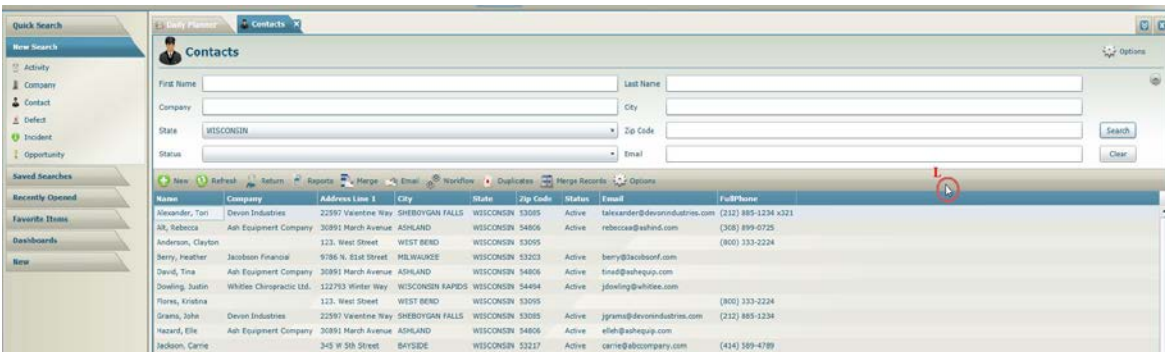 Quick Search
New Search
Activity
Company
Contact
Defect
Incident
Opportunity
Saved Searches
Recently Opened
Favorite Items
Dashboards
New
Daily Planner Contacts X
Contacts Options
First Name Last Name
Company City
State WISCONSIN Zip Code Search
Status Email Clear
New Refresh Return Reports Merge Email Workflow Duplicates Merge Records Options
L
Name Company Address Line 1 City State Zip Code Status Email FullPhone
Alexander, Tori Devon Industries 22597 Valentine Way SHEBOYGAN FALLS WISCONSIN 53085 Active talexander@devonindustries.com (212) 885-1234 x321
Alt, Rebecca Ash Equipment Company 30891 March Avenue ASHLAND WISCONSIN 54806 Active rebeccaa@ashind.com (308) 899-0725
Anderson, Clayton 123. West Street WEST BEND WISCONSIN 53095 (800) 333-2224
Berry, Heather Jacobson Financial 9786 N. 81st Street MILWAUKEE WISCONSIN 53203 Active berry@Jacobsonf.com
David, Tina Ash Equipment Company 30891 March Avenue ASHLAND WISCONSIN 54806 Active tinad@ashequip.com
Dowling, Justin Whitlee Chiropractic Ltd. 122793 Winter Way WISCONSIN RAPIDS WISCONSIN 54494 Active jdowling@whitlee.com
Flores, Kristina 123. West Street WEST BEND WISCONSIN 53095 (800) 333-2224
Grams, John Devon Industries 22597 Valentine Way SHEBOYGAN FALLS WISCONSIN 53085 Active jgrams@devonindustries.com (212) 885-1234
Hazard, Elle Ash Equipment Company 30891 March Avenue ASHLAND WISCONSIN 54806 Active elleh@ashequip.com
Jackson, Carrie 345 W 5th Street BAYSIDE WISCONSIN 53217 Active carrie@abccompany.com (414) 589-4789